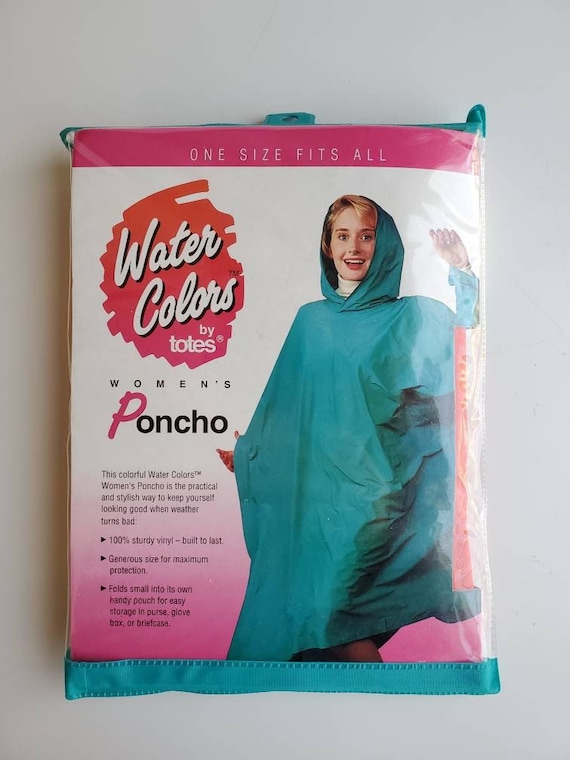 ONE SIZE FITS ALL
Water
Colors™
by
totes®
WOMEN'S
Poncho
This colorful Water Colors™
Women's Poncho is the practical
and stylish way to keep yourself
looking good when weather
turns bad:
► 100% sturdy vinyl – built to last.
► Generous size for maximum
protection.
► Folds small into its own
handy pouch for easy
storage in purse, glove
box, or briefcase.